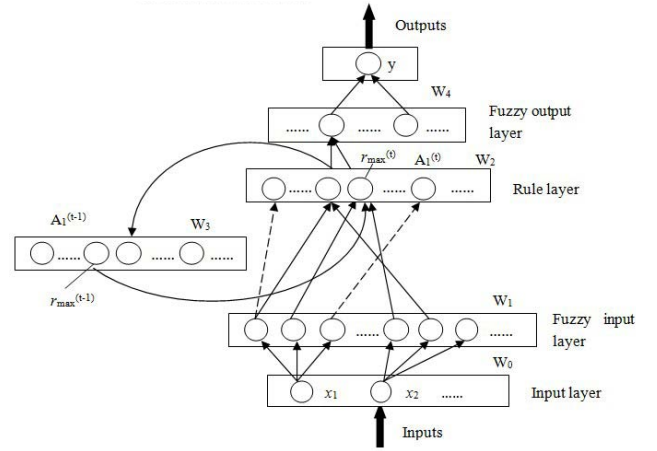 Outputs
y
W4
...... ...... ......
Fuzzy output
layer
rmax(t) A1(t) W2
...... ...... ......
Rule layer
A1(t-1) W3
...... ...... ......
rmax(t-1)
W1
...... ......
Fuzzy input
layer
W0
x1 x2 ......
Input layer
Inputs